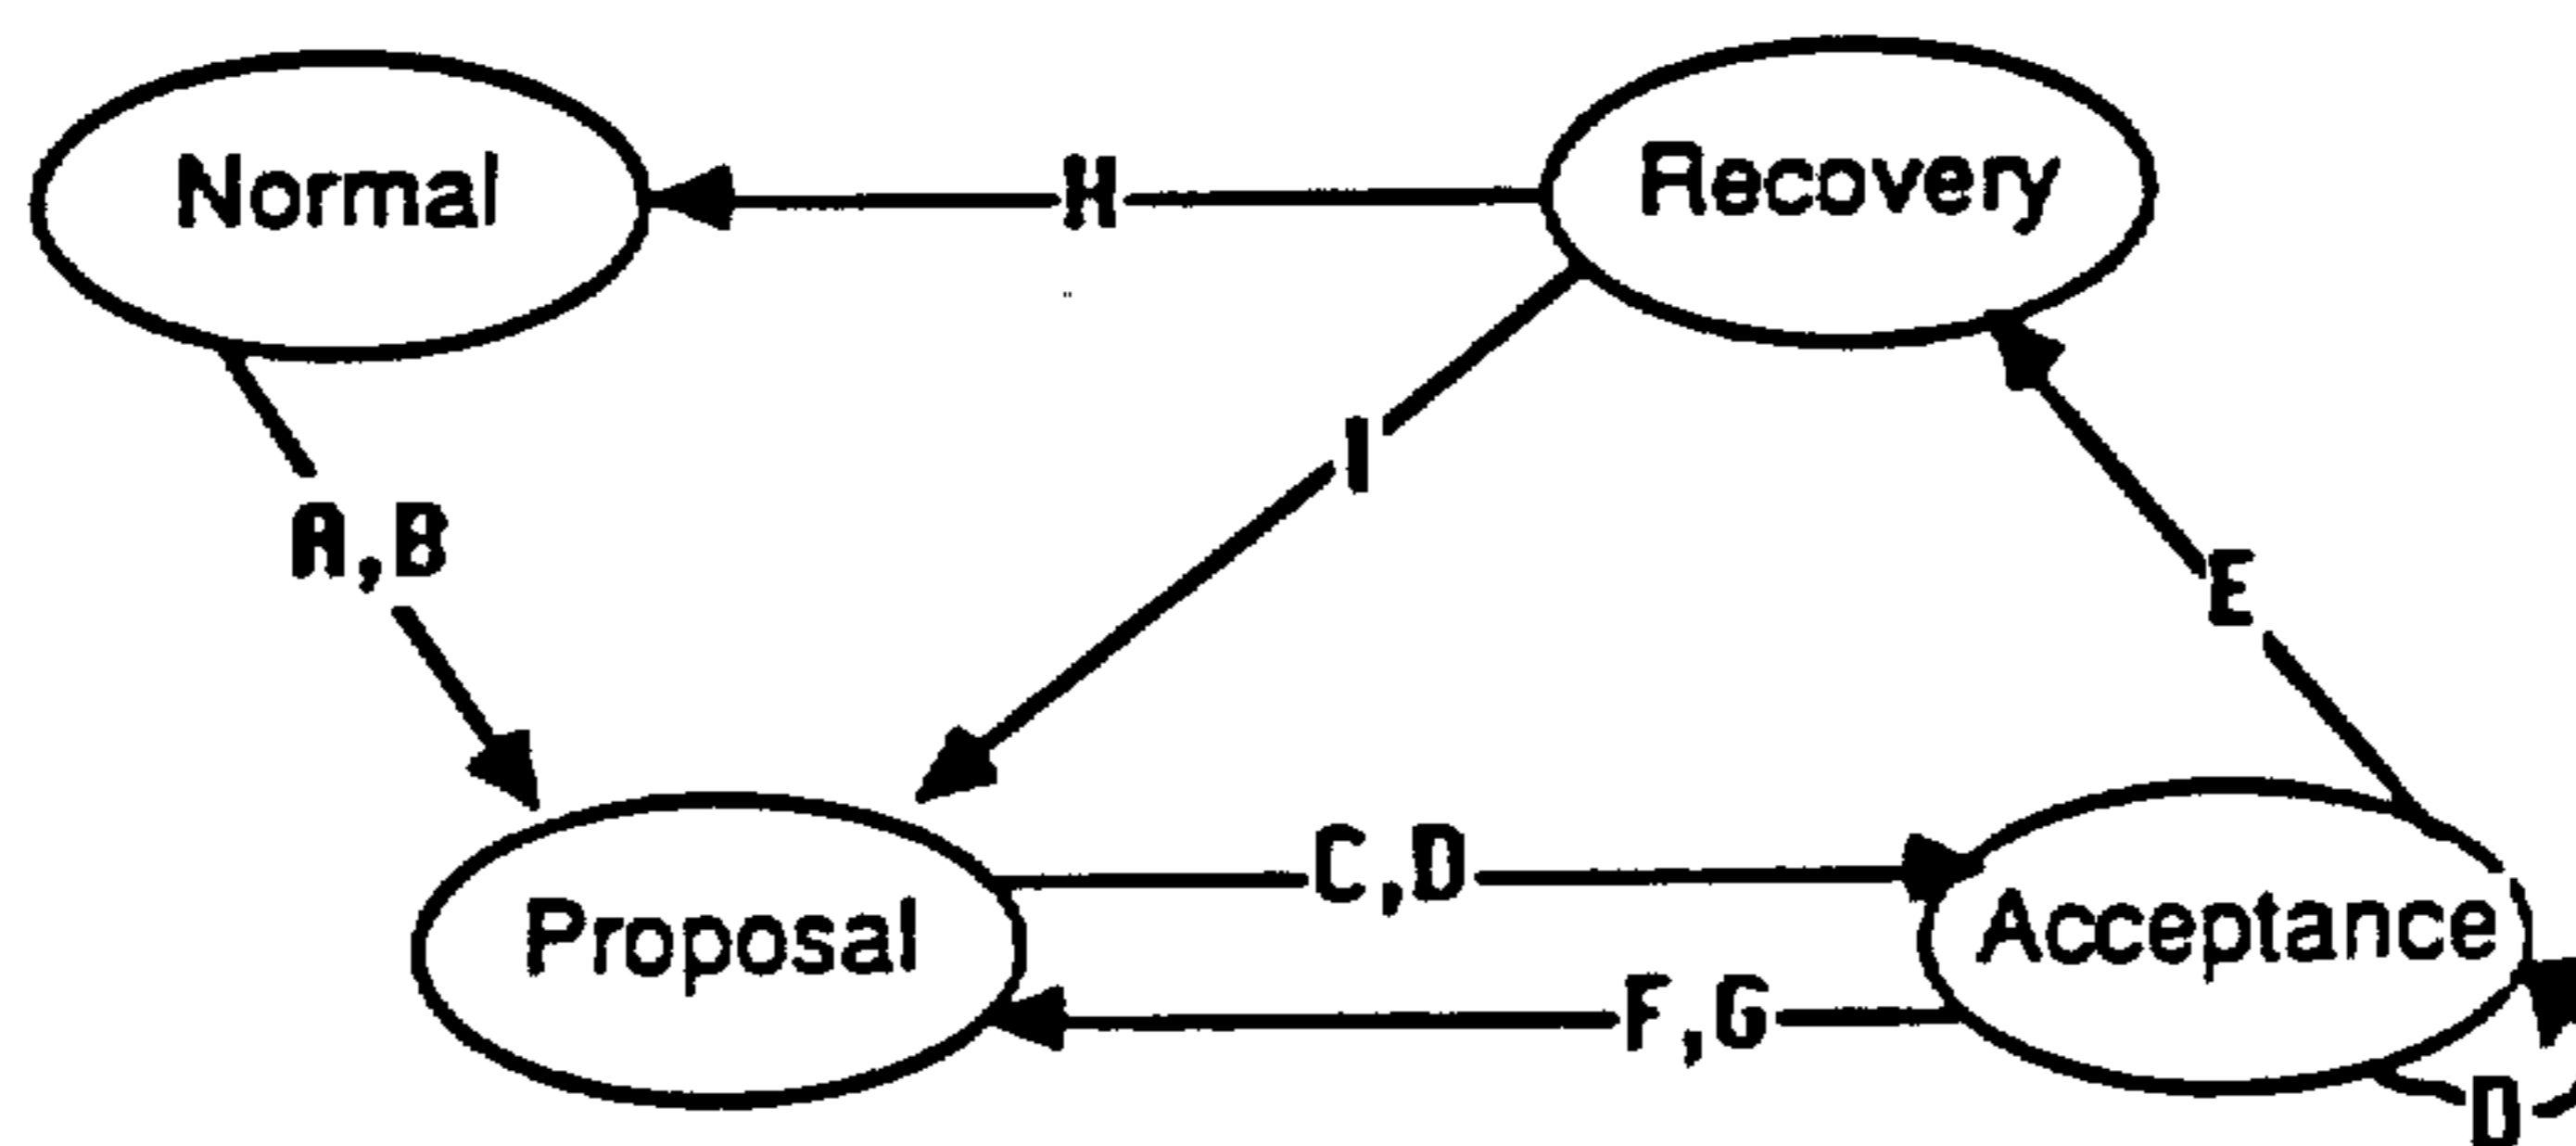 Normal
H
Recovery
I
A,B
E
C,D
Proposal
Acceptance
F,G
D